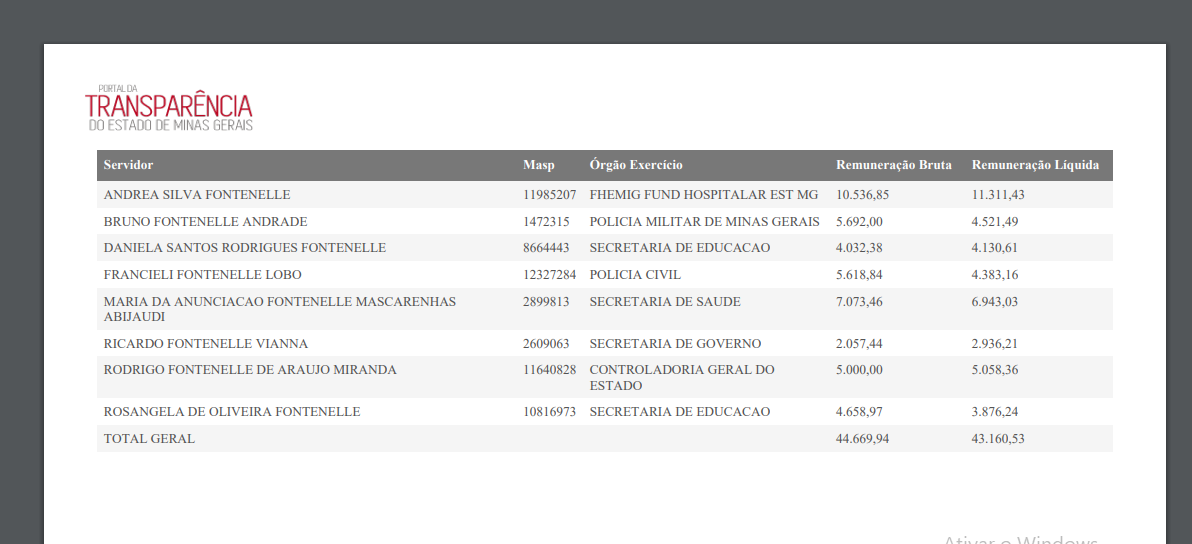 PORTAL DA
TRANSPARÊNCIA
DO ESTADO DE MINAS GERAIS
Servidor Masp Órgão Exercício Remuneração Bruta Remuneração Líquida
ANDREA SILVA FONTENELLE 11985207 FHEMIG FUND HOSPITALAR EST MG 10.536,85 11.311,43
BRUNO FONTENELLE ANDRADE 1472315 POLICIA MILITAR DE MINAS GERAIS 5.692,00 4.521,49
DANIELA SANTOS RODRIGUES FONTENELLE 8664443 SECRETARIA DE EDUCACAO 4.032,38 4.130,61
FRANCIELI FONTENELLE LOBO 12327284 POLICIA CIVIL 5.618,84 4.383,16
MARIA DA ANUNCIACAO FONTENELLE MASCARENHAS 2899813 SECRETARIA DE SAUDE 7.073,46 6.943,03
ABIJAUDI
RICARDO FONTENELLE VIANNA 2609063 SECRETARIA DE GOVERNO 2.057,44 2.936,21
RODRIGO FONTENELLE DE ARAUJO MIRANDA 11640828 CONTROLADORIA GERAL DO 5.000,00 5.058,36
ESTADO
ROSANGELA DE OLIVEIRA FONTENELLE 10816973 SECRETARIA DE EDUCACAO 4.658,97 3.876,24
TOTAL GERAL 44.669,94 43.160,53
Ativar o Windows